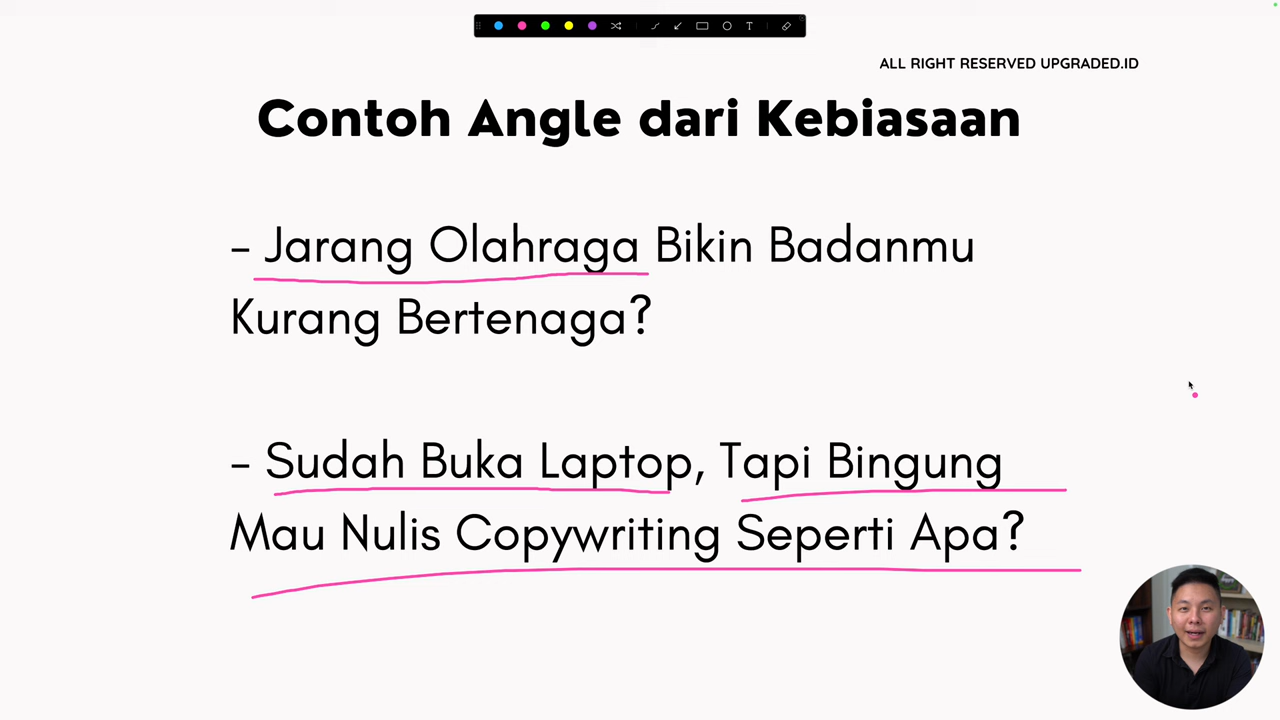 ALL RIGHT RESERVED UPGRADED.ID
Contoh Angle dari Kebiasaan
- Jarang Olahraga Bikin Badanmu
Kurang Bertenaga?
- Sudah Buka Laptop, Tapi Bingung
Mau Nulis Copywriting Seperti Apa?